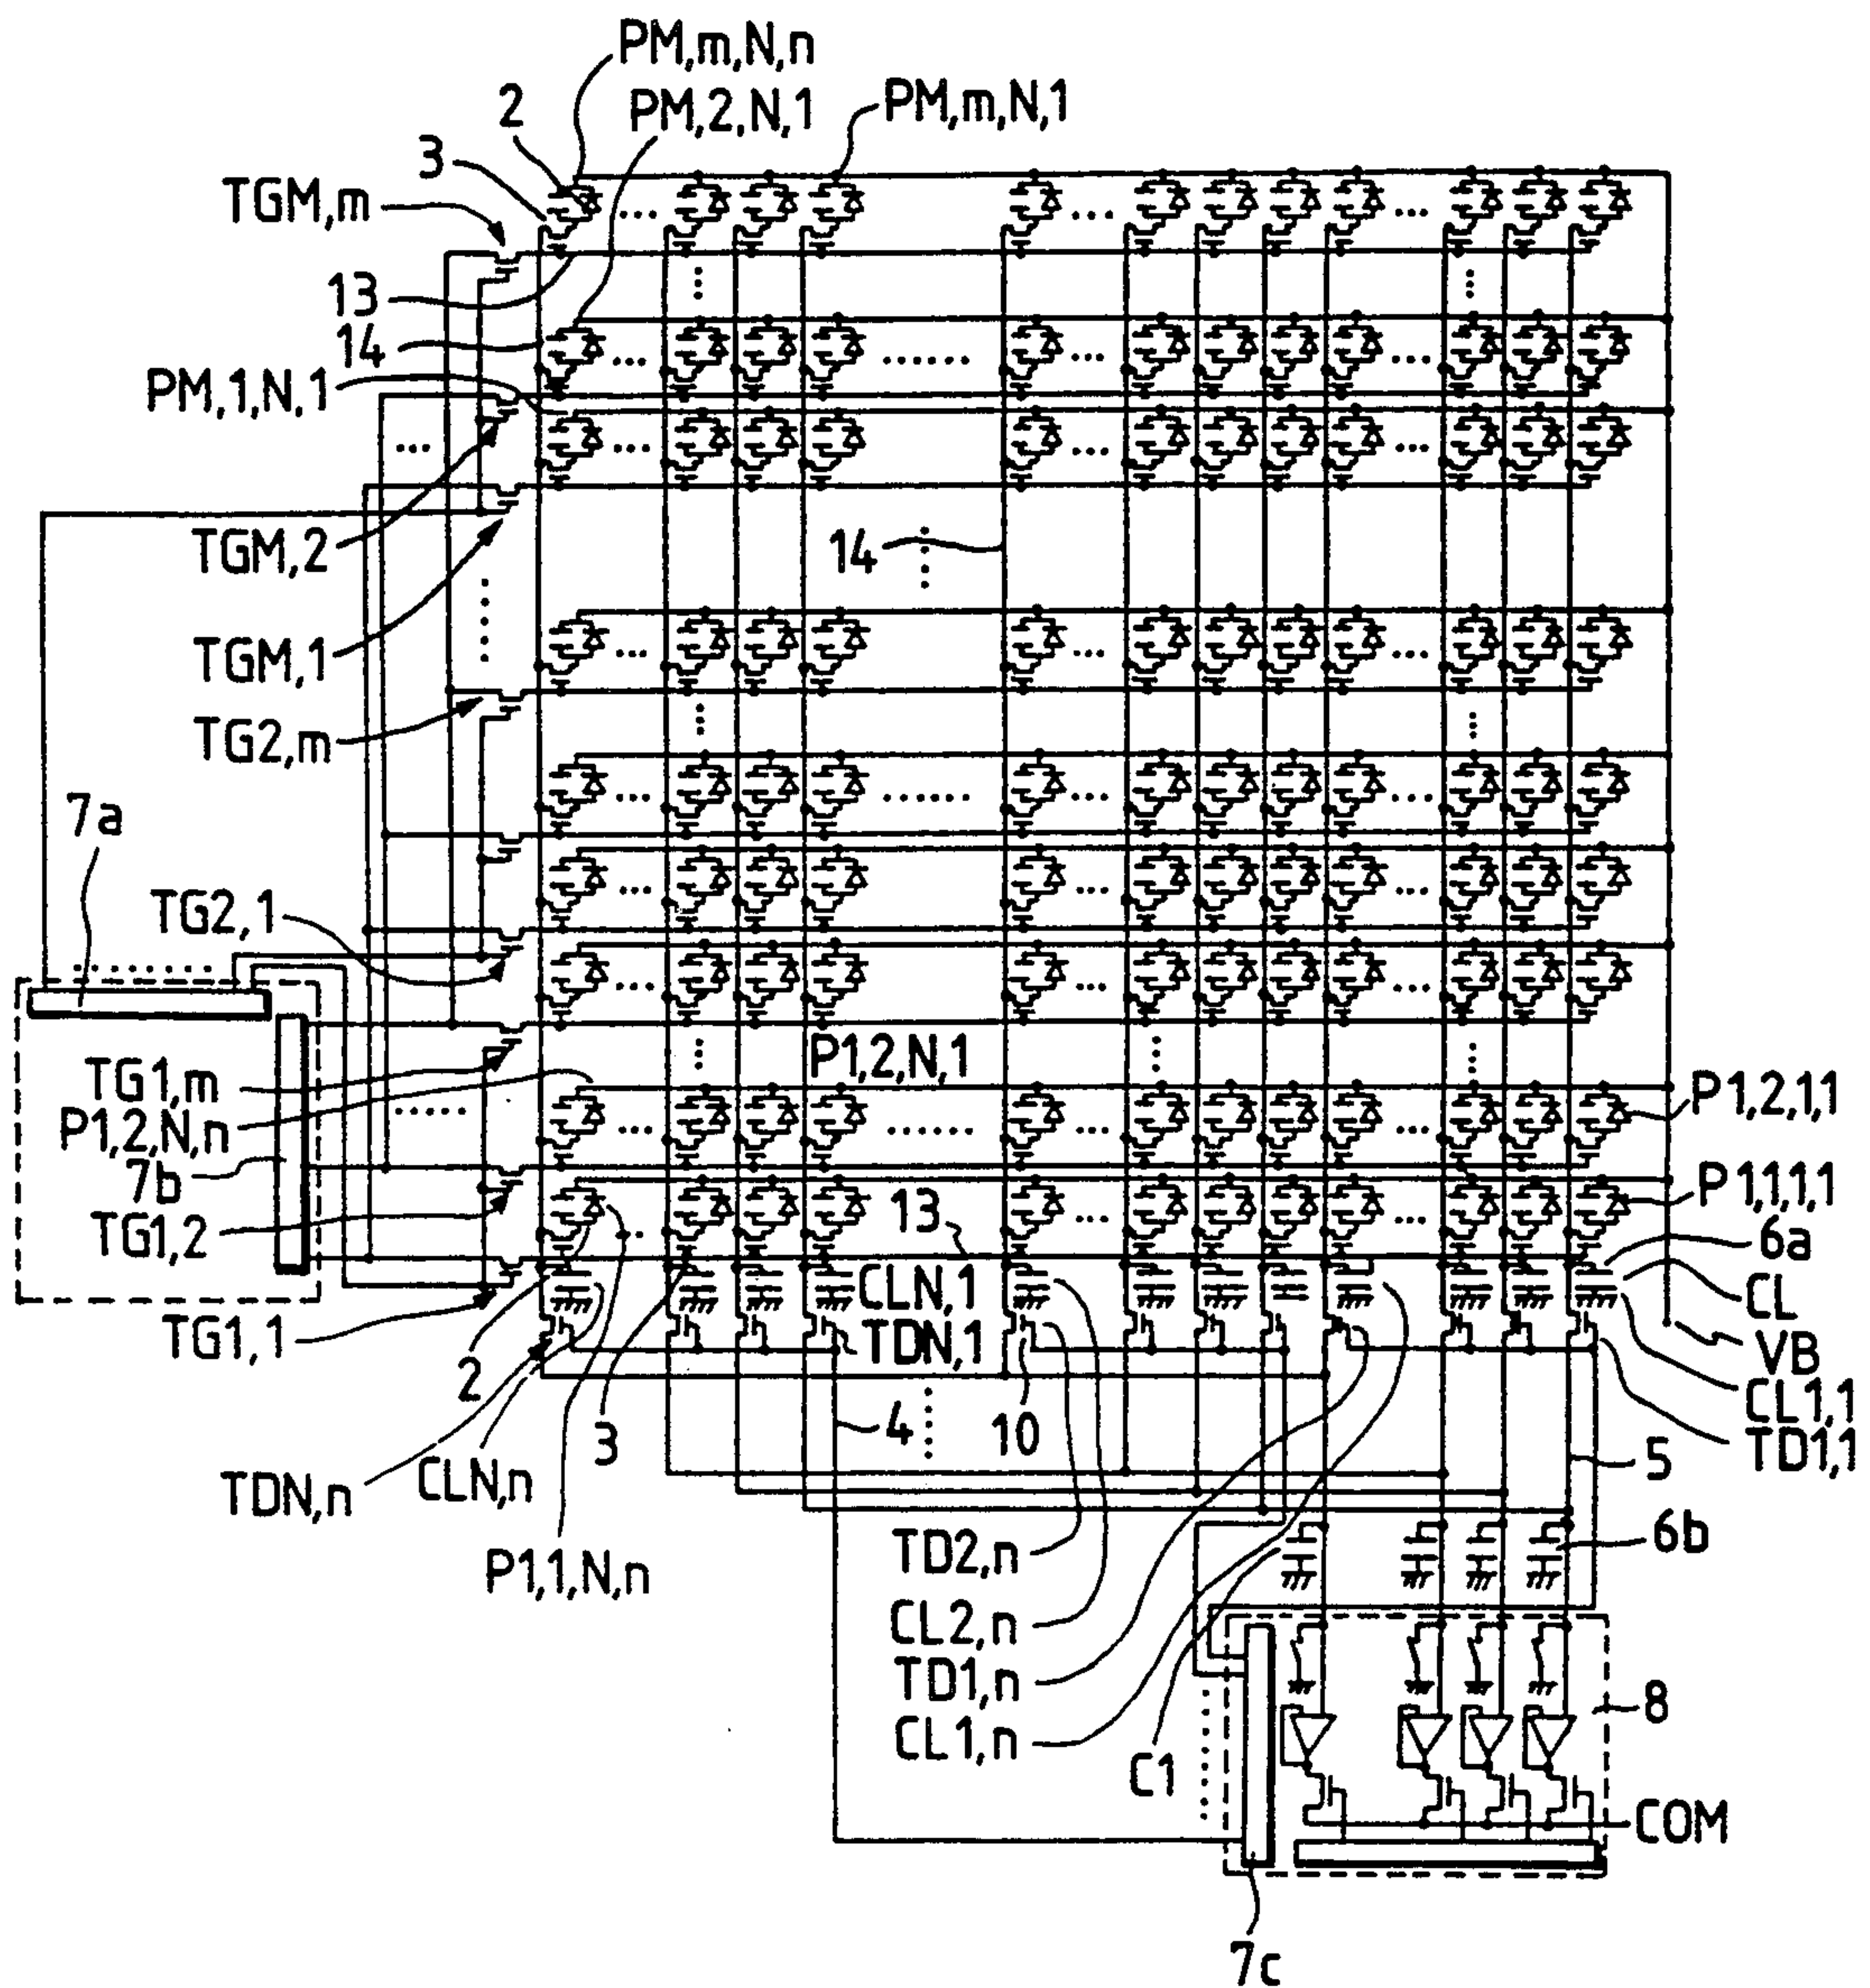 PM,m,N,n
2
PM,2,N,1
PM,m,N,1
3
TGM,m
13
14
PM,1,N,1
TGM,2
14
TGM,1
TG2,m
7a
TG2,1
P1,2,N,1
TG1,m
P1,2,N,n
P1,2,1,1
7b
P1,1,1,1
TG1,2
13
6a
CLN,1
CL
TG1,1
2
TDN,1
VB
CL1,1
3
4
10
TD1,1
TDN,n
CLN,n
5
P1,1,N,n
TD2,n
6b
CL2,n
TD1,n
8
CL1,n
C1
COM
7c